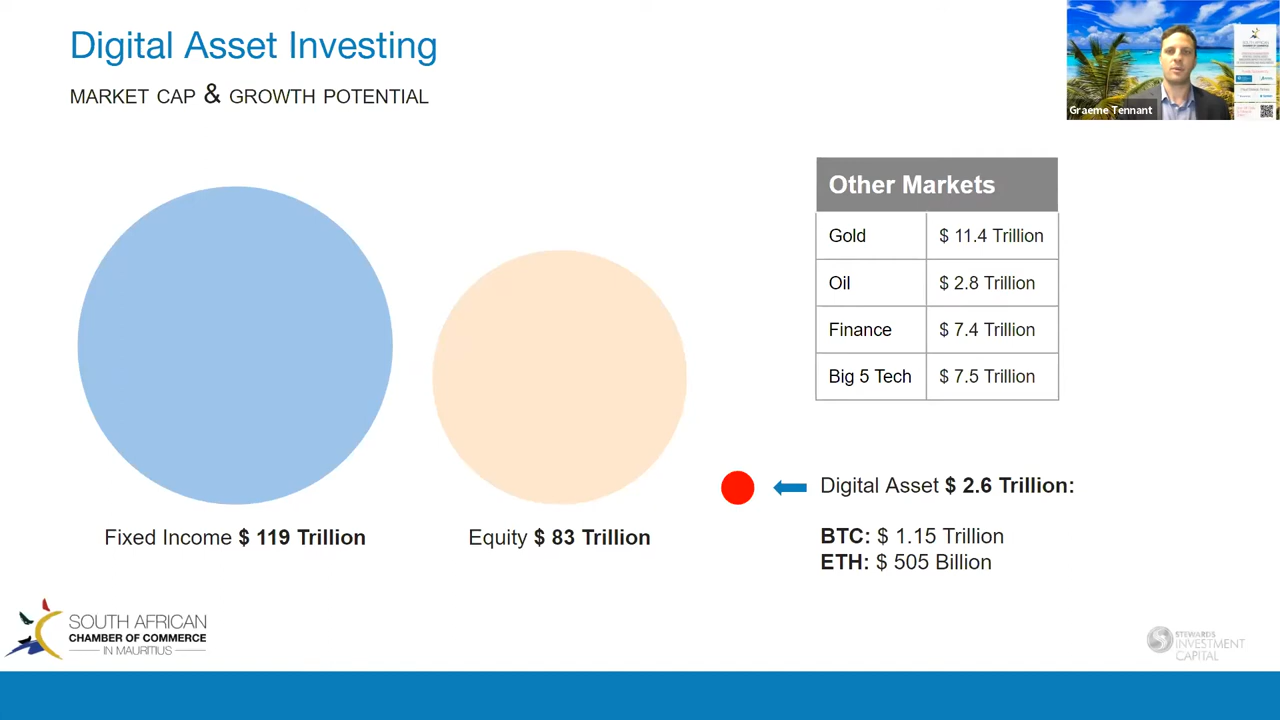 Digital Asset Investing
MARKET CAP & GROWTH POTENTIAL
Graeme Tennant
Other Markets
Gold $ 11.4 Trillion
Oil $ 2.8 Trillion
Finance $ 7.4 Trillion
Big 5 Tech $ 7.5 Trillion
Digital Asset $ 2.6 Trillion:
BTC: $ 1.15 Trillion
ETH: $ 505 Billion
Fixed Income $ 119 Trillion
Equity $ 83 Trillion
SOUTH AFRICAN
CHAMBER OF COMMERCE
IN MAURITIUS
STEWARDS
INVESTMENT
CAPITAL